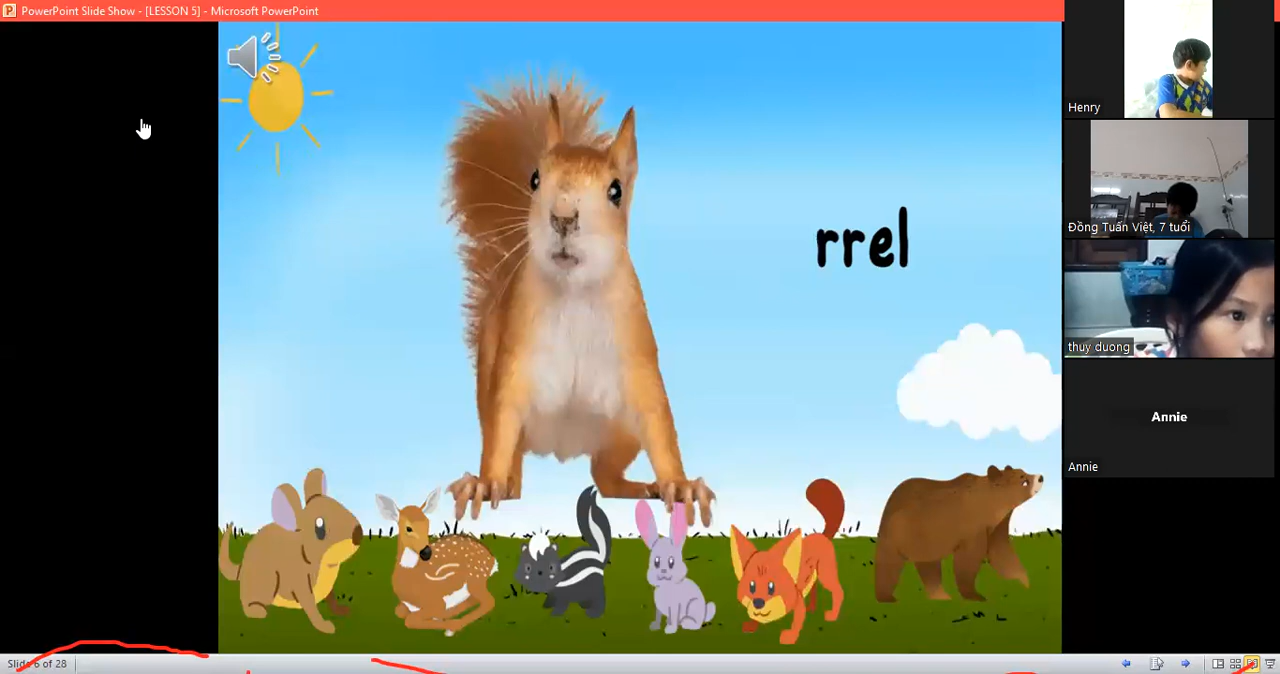 PowerPoint Slide Show - [LESSON 5] - Microsoft PowerPoint
rrel
Henry
Đồng Tuấn Việt, 7 tuổi
thuy duong
Annie
Annie
Slide 6 of 28